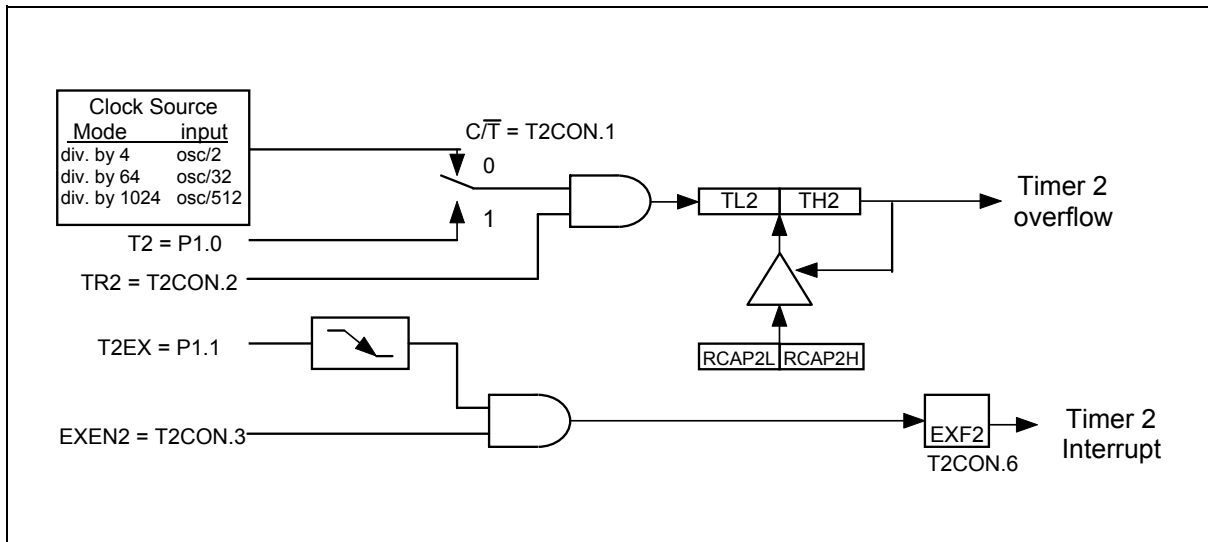 Clock Source
Mode input
div. by 4 osc/2
div. by 64 osc/32
div. by 1024 osc/512
C/T̅ = T2CON.1
0
1
T2 = P1.0
TR2 = T2CON.2
TL2 TH2
Timer 2
overflow
RCAP2L RCAP2H
T2EX = P1.1
EXEN2 = T2CON.3
EXF2
T2CON.6
Timer 2
Interrupt